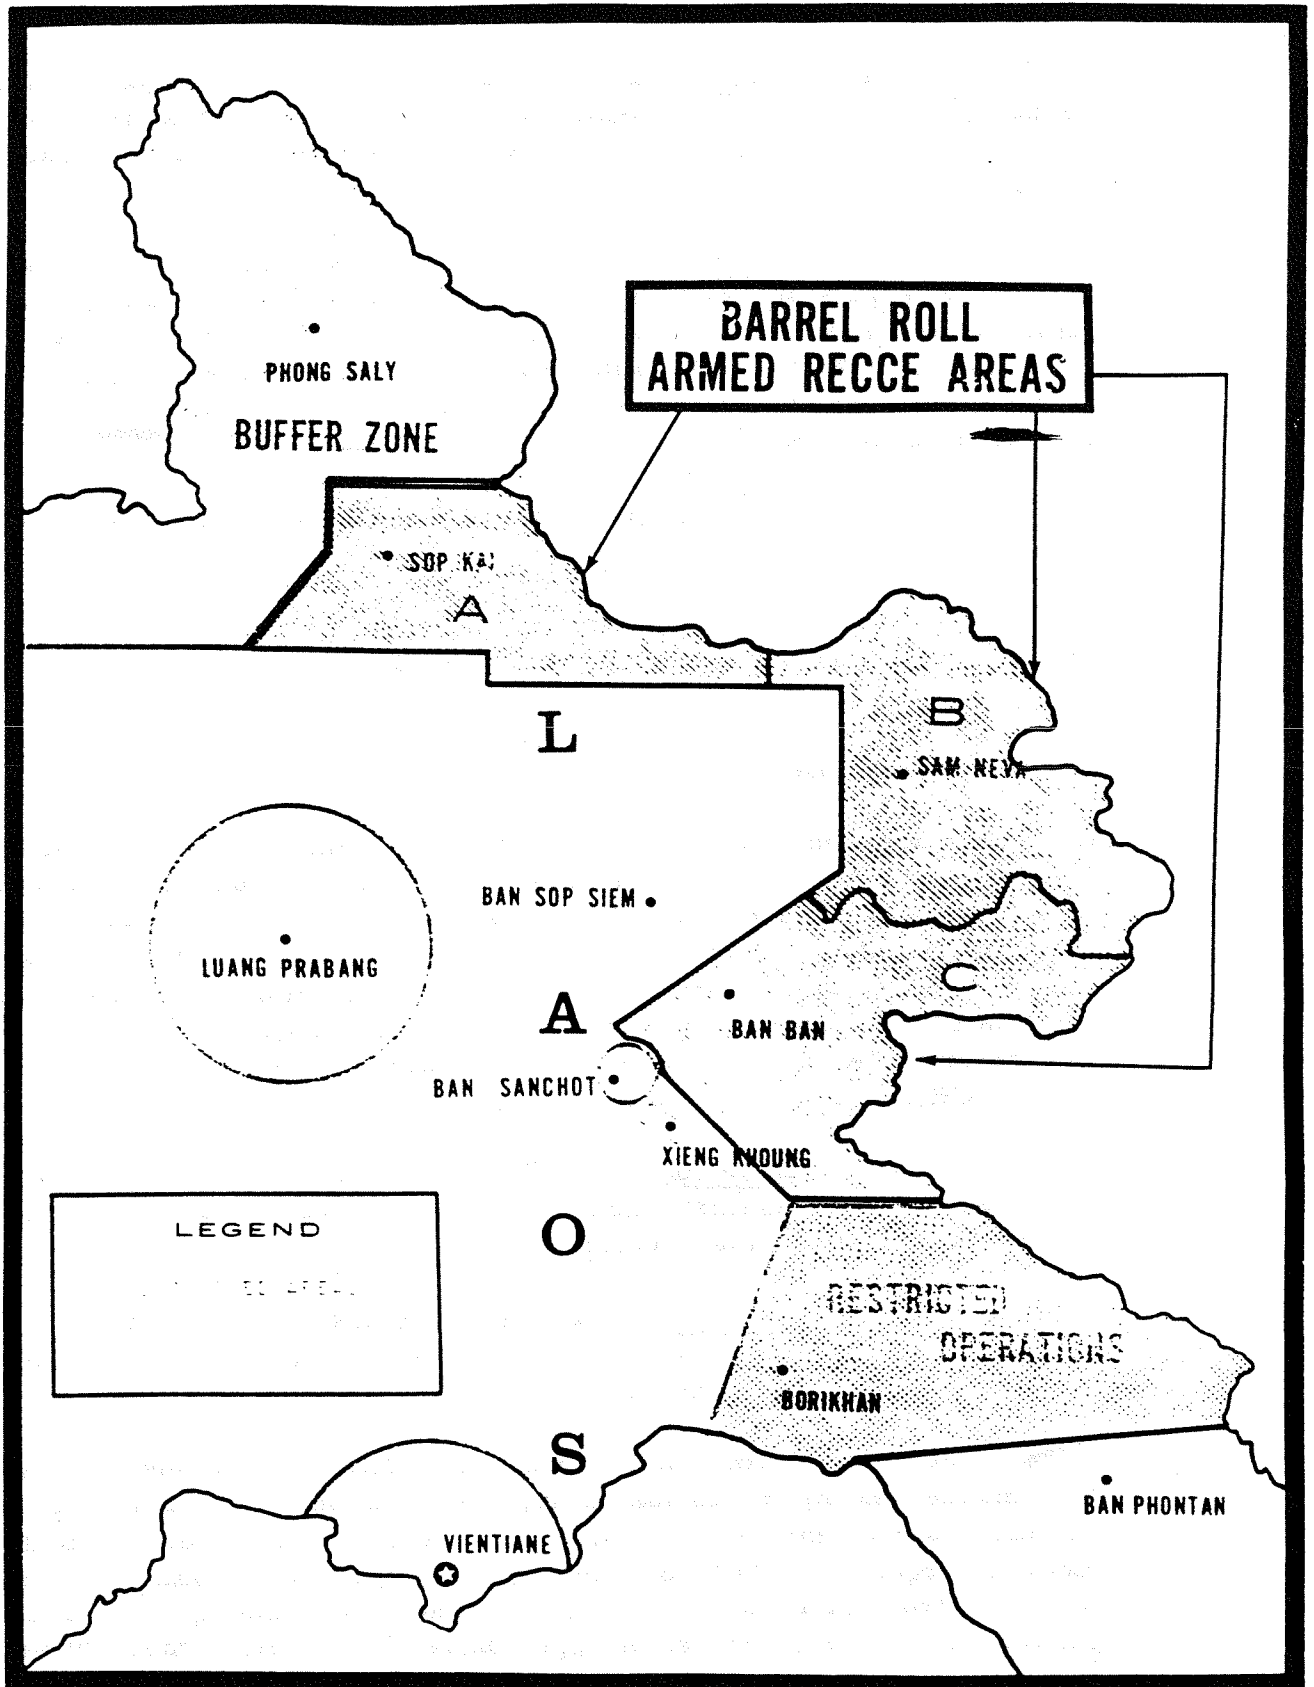 BARREL ROLL
ARMED RECCE AREAS
PHONG SALY
BUFFER ZONE
SOP KAI
A
B
SAM NEVA
L
BAN SOP SIEM
LUANG PRABANG
C
A
BAN BAN
BAN SANCHOT
XIENG KHOUNG
LEGEND
O
RESTRICTED
OPERATIONS
BORIKHAN
S
BAN PHONTAN
VIENTIANE